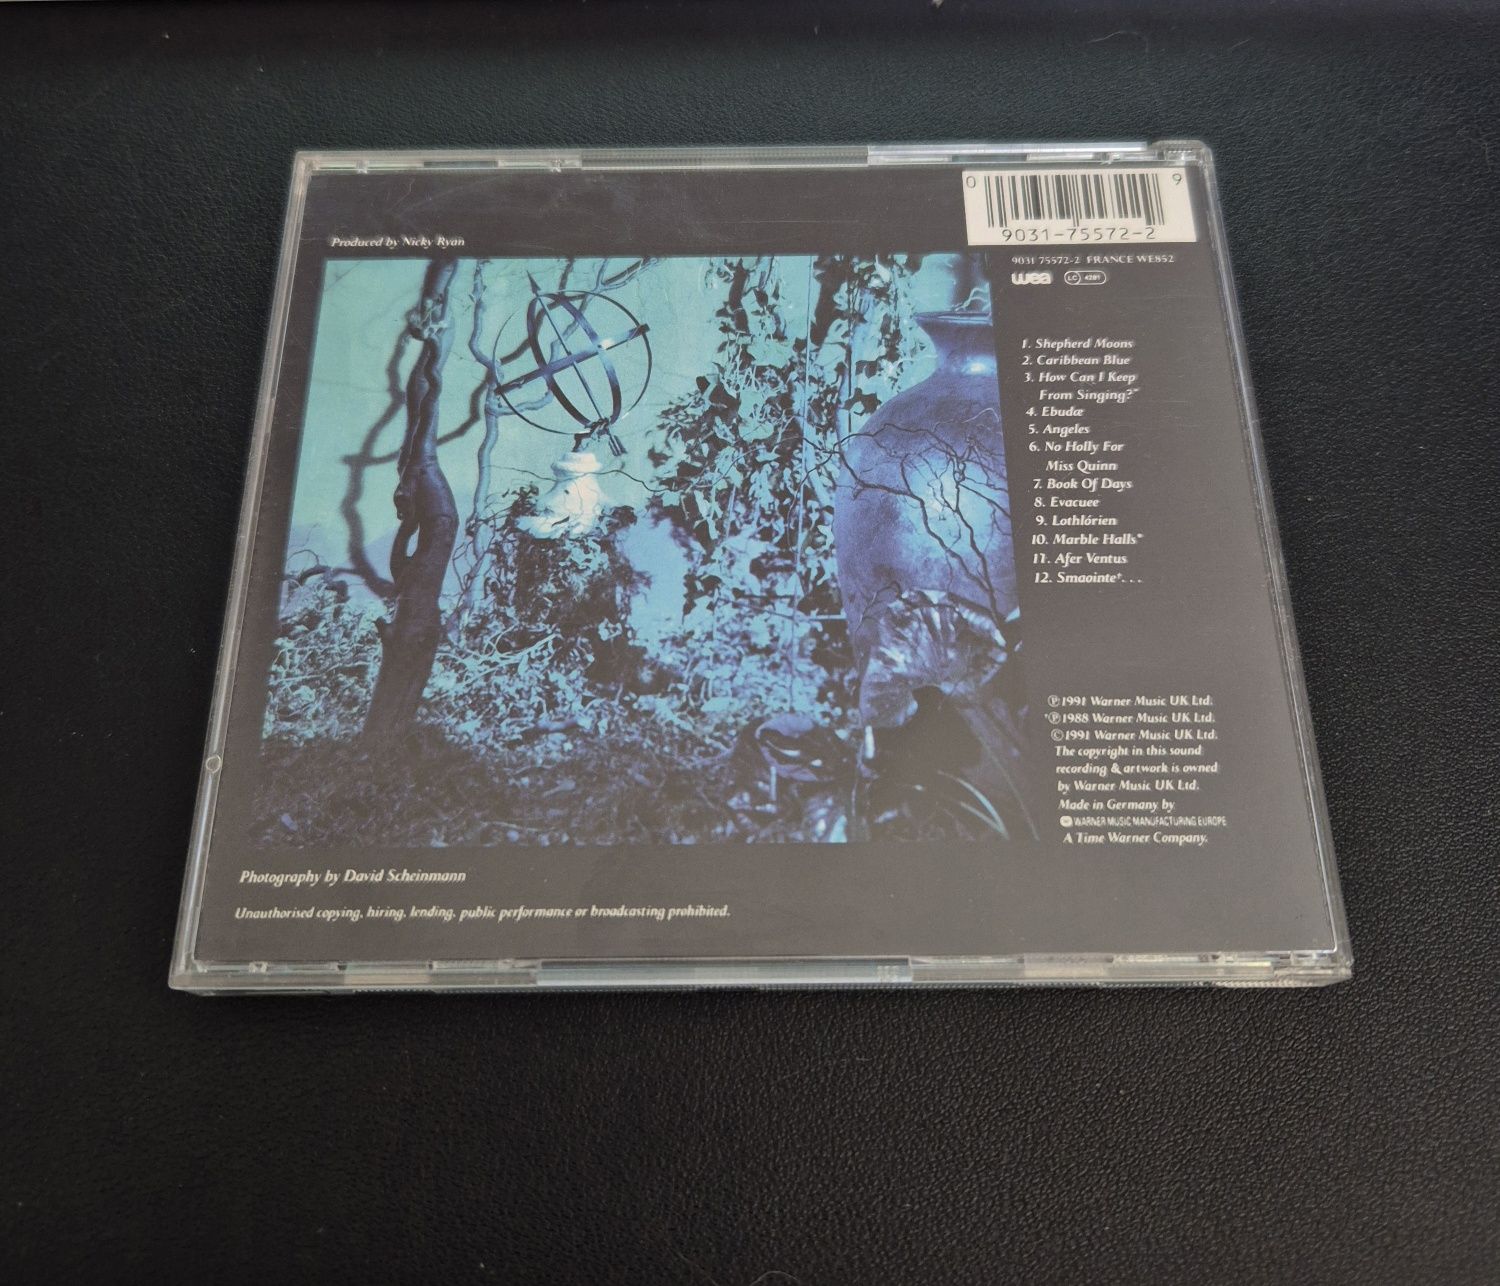 Produced by Nicky Ryan
0 9
9031-75572-2
9031 75572-2 FRANCE WE852
wea LC 4281
1. Shepherd Moons
2. Caribbean Blue
3. How Can I Keep
From Singing?*
4. Ebudæ
5. Angeles
6. No Holly For
Miss Quinn
7. Book Of Days
8. Evacuee
9. Lothlórien
10. Marble Halls*
11. Afer Ventus
12. Smaointe†. . .
℗1991 Warner Music UK Ltd.
†℗1988 Warner Music UK Ltd.
©1991 Warner Music UK Ltd.
The copyright in this sound
recording & artwork is owned
by Warner Music UK Ltd.
Made in Germany by
WARNER MUSIC MANUFACTURING EUROPE
A Time Warner Company.
Photography by David Scheinmann
Unauthorised copying, hiring, lending, public performance or broadcasting prohibited.